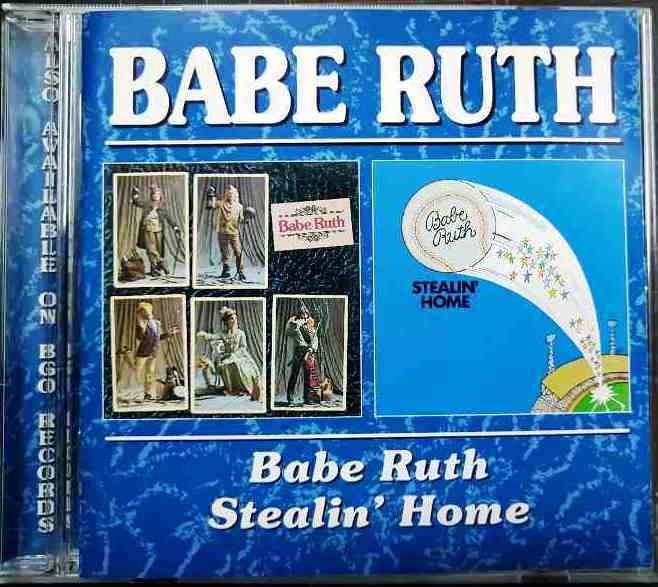 BABE RUTH
Babe Ruth
Babe
Ruth
STEALIN'
HOME
Babe Ruth
Stealin' Home
ALSO AVAILABLE ON BGO RECORDS